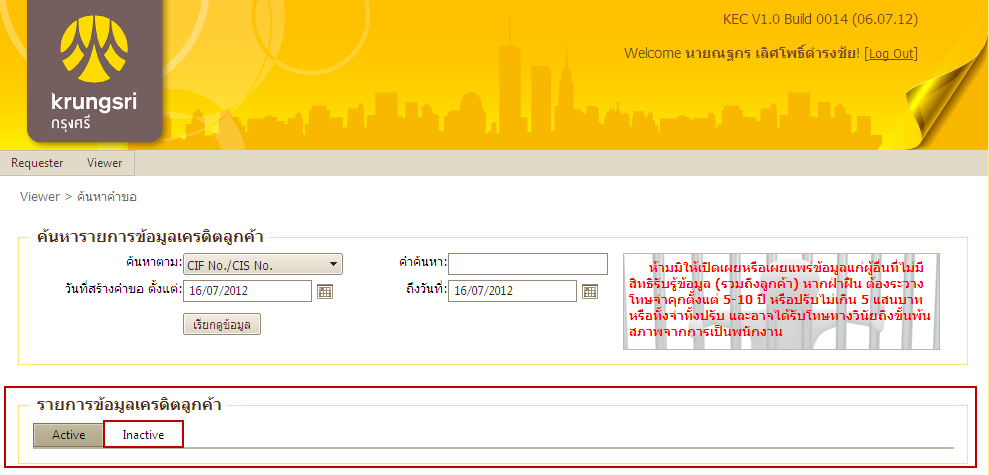 KEC V1.0 Build 0014 (06.07.12)
Welcome นายณฐกร เลิศโพธิ์ดำรงชัย! [Log Out]
krungsri
กรุงศรี
Requester Viewer
Viewer > ค้นหาคำขอ
ค้นหารายการข้อมูลเครดิตลูกค้า
ค้นหาตาม: CIF No./CIS No. คำค้นหา:
วันที่สร้างคำขอ ตั้งแต่: 16/07/2012 ถึงวันที่: 16/07/2012
เรียกดูข้อมูล
ห้ามมิให้เปิดเผยหรือเผยแพร่ข้อมูลแก่ผู้อื่นที่ไม่มี
สิทธิรับรู้ข้อมูล (รวมถึงลูกค้า) หากฝ่าฝืน ต้องระวาง
โทษจำคุกตั้งแต่ 5-10 ปี หรือปรับไม่เกิน 5 แสนบาท
หรือทั้งจำทั้งปรับ และอาจได้รับโทษทางวินัยถึงขั้นพ้น
สภาพจากการเป็นพนักงาน
รายการข้อมูลเครดิตลูกค้า
Active Inactive